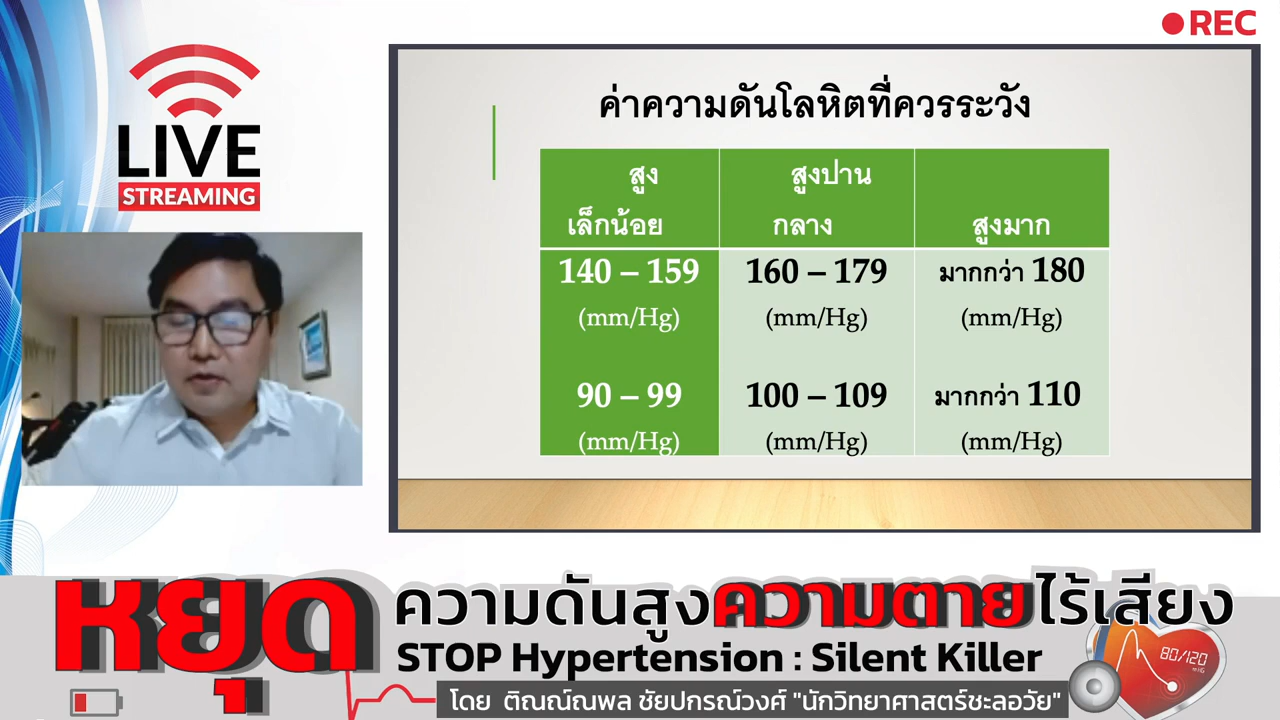 REC
LIVE
STREAMING
ค่าความดันโลหิตที่ควรระวัง
สูง
เล็กน้อย
สูงปาน
กลาง
สูงมาก
140 – 159
(mm/Hg)
160 – 179
(mm/Hg)
มากกว่า 180
(mm/Hg)
90 – 99
(mm/Hg)
100 – 109
(mm/Hg)
มากกว่า 110
(mm/Hg)
หยุด
ความดันสูงความตายไร้เสียง
STOP Hypertension : Silent Killer
80/120
mmHg
โดย ติณณ์ณพล ชัยปกรณ์วงศ์ "นักวิทยาศาสตร์ชะลอวัย"